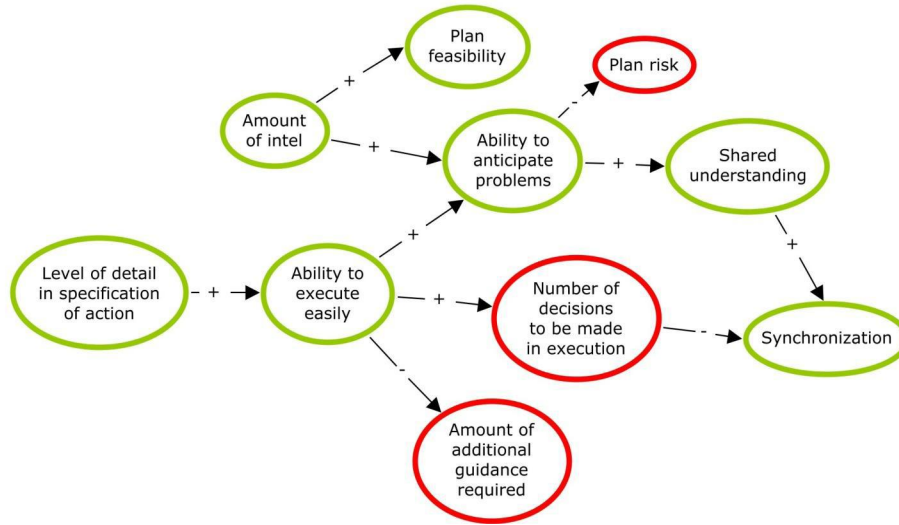 Plan
feasibility
Plan risk
+
-
Amount
of intel
+
Ability to
anticipate
problems
+
Shared
understanding
+
+
Level of detail
in specification
of action
+
Ability to
execute
easily
+
Number of
decisions
to be made
in execution
-
Synchronization
-
Amount of
additional
guidance
required